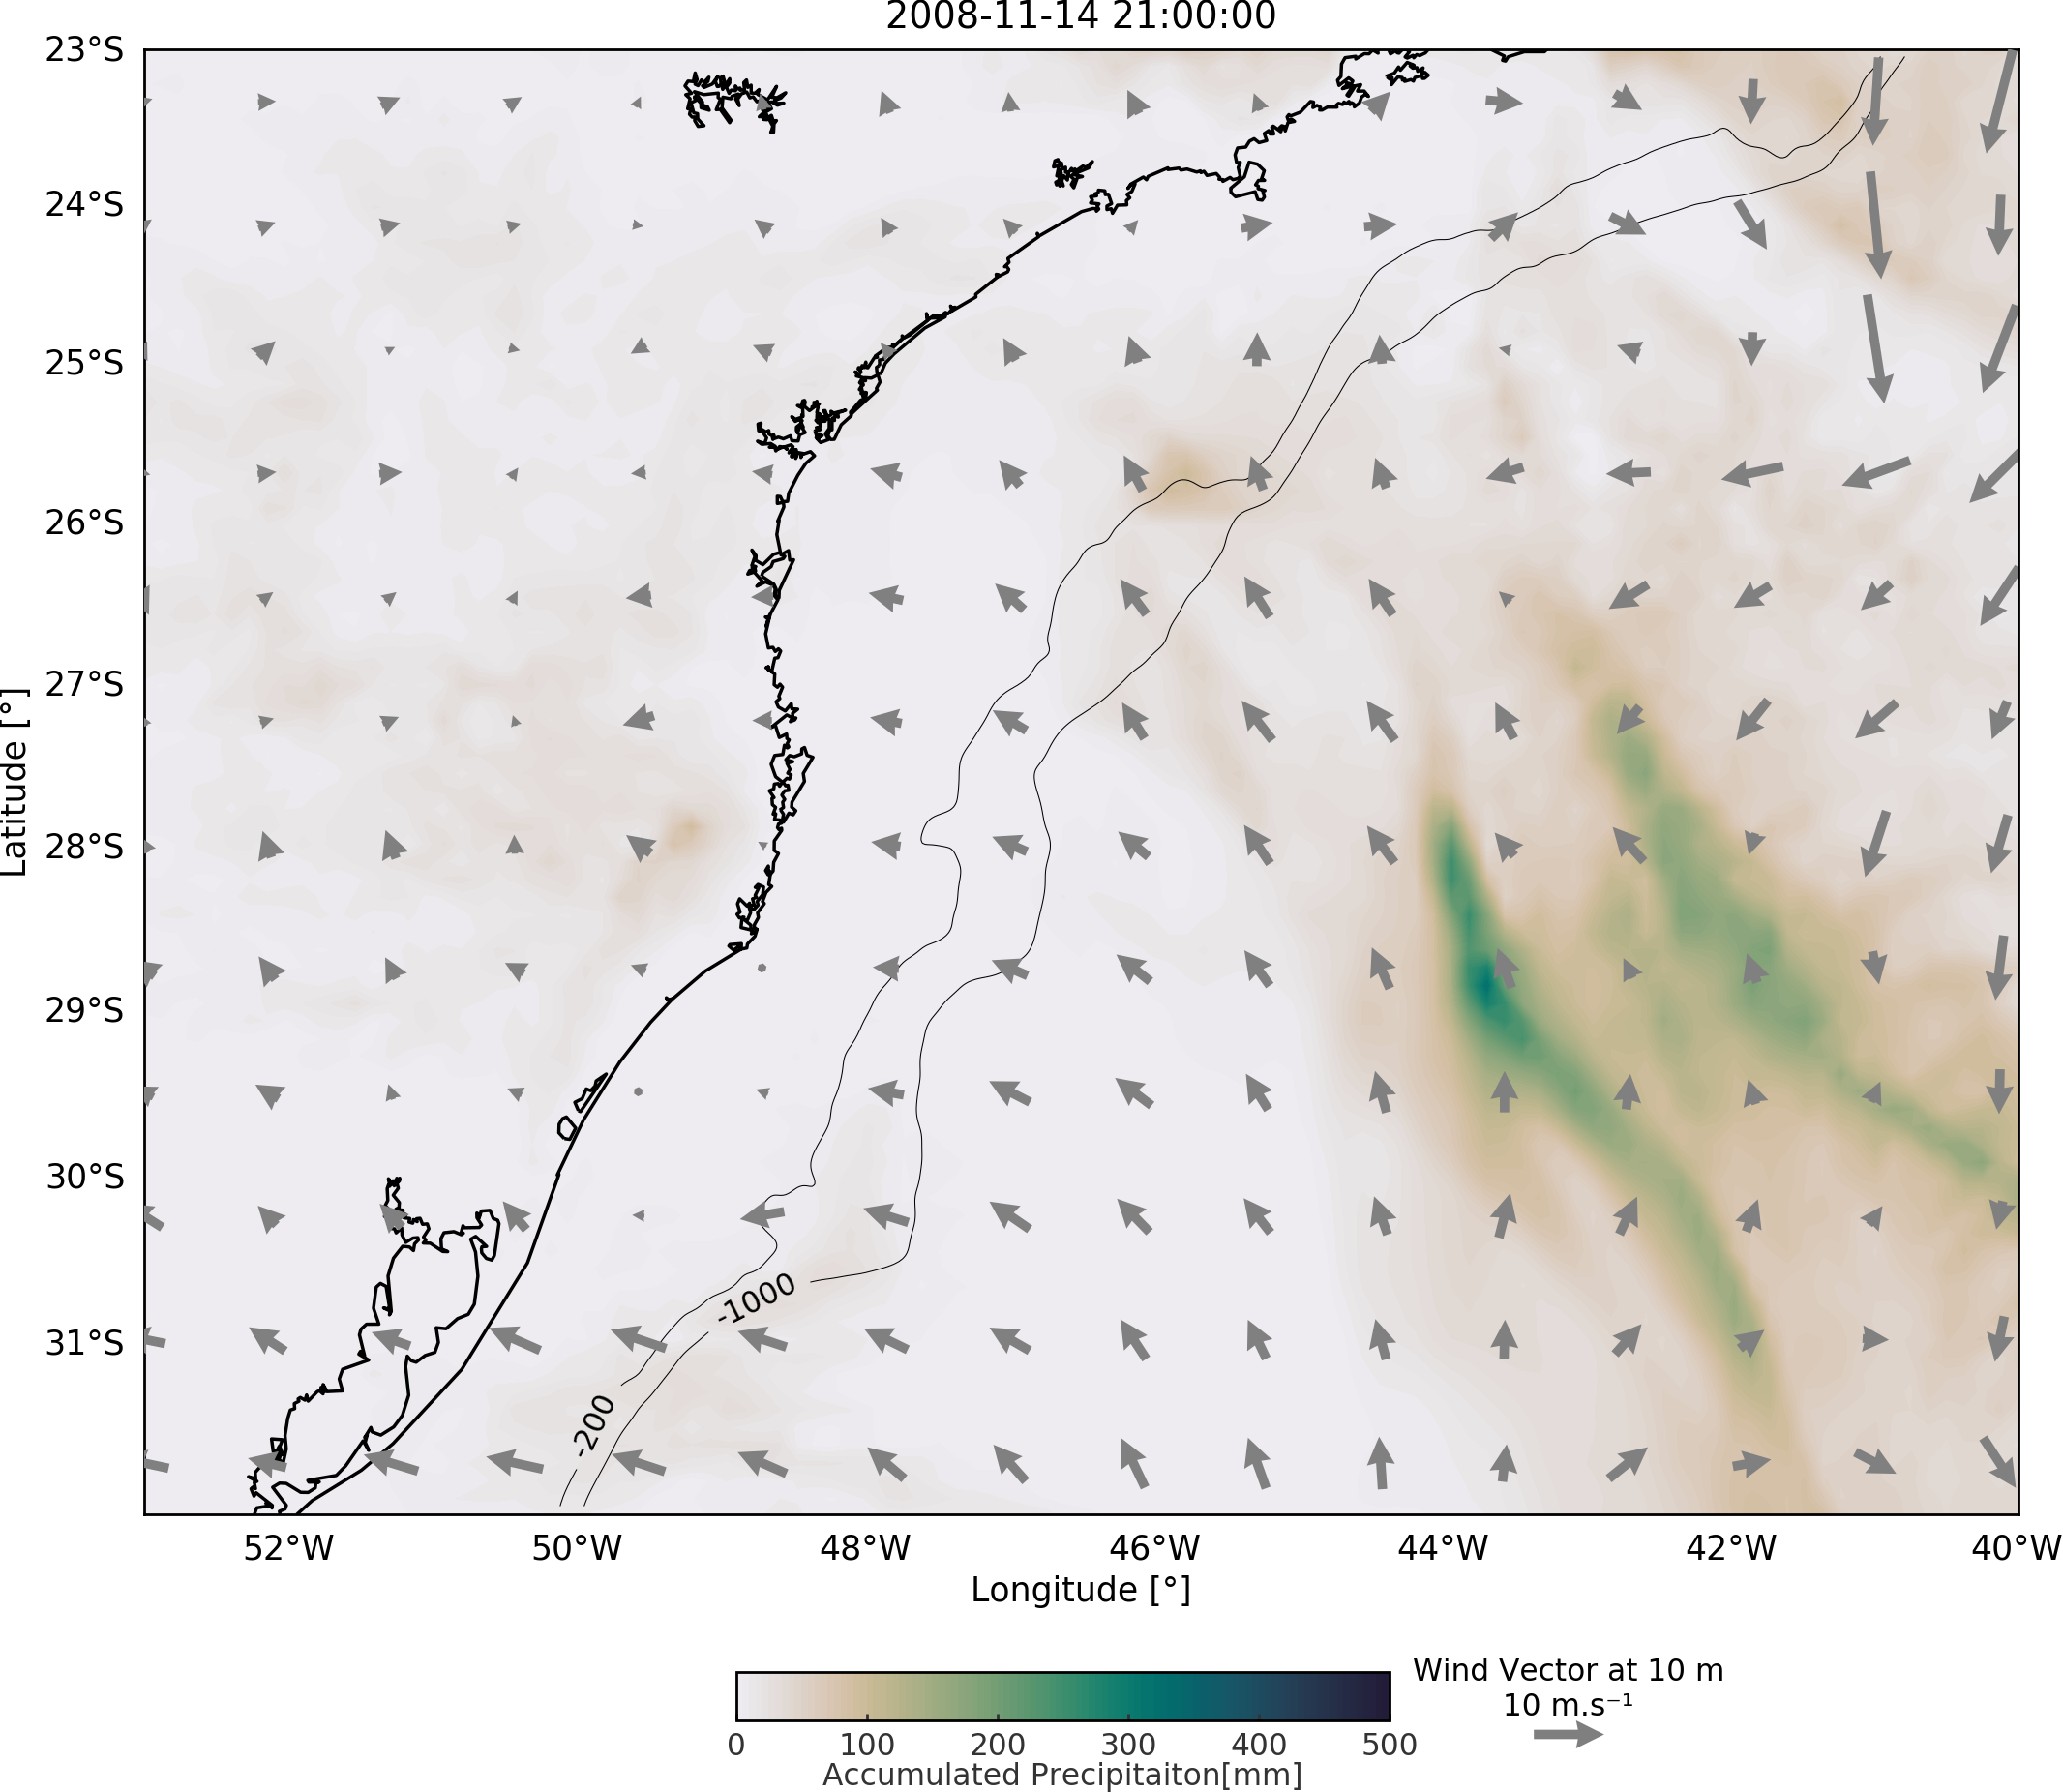 2008-11-14 21:00:00
23°S
24°S
25°S
26°S
27°S
28°S
29°S
30°S
31°S
Latitude [°]
-1000
-200
52°W 50°W 48°W 46°W 44°W 42°W 40°W
Longitude [°]
Wind Vector at 10 m
10 m.s⁻¹
0 100 200 300 400 500
Accumulated Precipitaiton[mm]